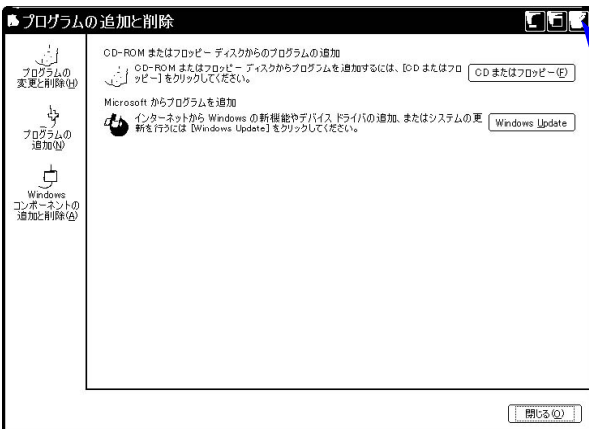 プログラムの追加と削除
プログラムの
変更と削除(H)
プログラムの
追加(N)
Windows
コンポーネントの
追加と削除(A)
CD-ROM またはフロッピー ディスクからのプログラムの追加
CD-ROM またはフロッピー ディスクからプログラムを追加するには、[CD またはフロ
ッピー] をクリックしてください。
CD またはフロッピー(F)
Microsoft からプログラムを追加
インターネットから Windows の新機能やデバイス ドライバの追加、またはシステムの更
新を行うには [Windows Update] をクリックしてください。
Windows Update
閉じる(O)